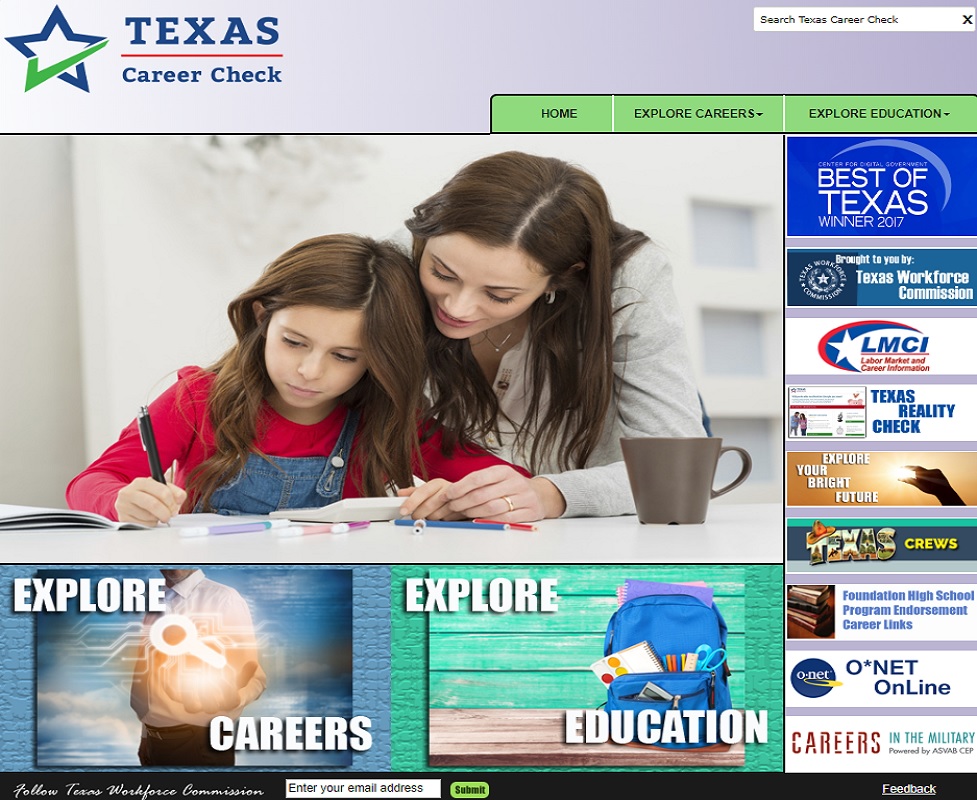 TEXAS
Career Check
Search Texas Career Check X
HOME
EXPLORE CAREERS
EXPLORE EDUCATION
CENTER FOR DIGITAL GOVERNMENT
BEST OF
TEXAS
WINNER 2017
Brought to you by:
TEXAS WORKFORCE
COMMISSION
Texas Workforce
Commission
LMCI
Labor Market and
Career Information
TEXAS
REALITY
CHECK
EXPLORE
YOUR
BRIGHT
FUTURE
TEXAS CREWS
Foundation High School
Program Endorsement
Career Links
o·net
O*NET
OnLine
CAREERS IN THE MILITARY
Powered by ASVAB CEP
EXPLORE
CAREERS
EXPLORE
EDUCATION
Follow Texas Workforce Commission
Enter your email address
Submit
Feedback